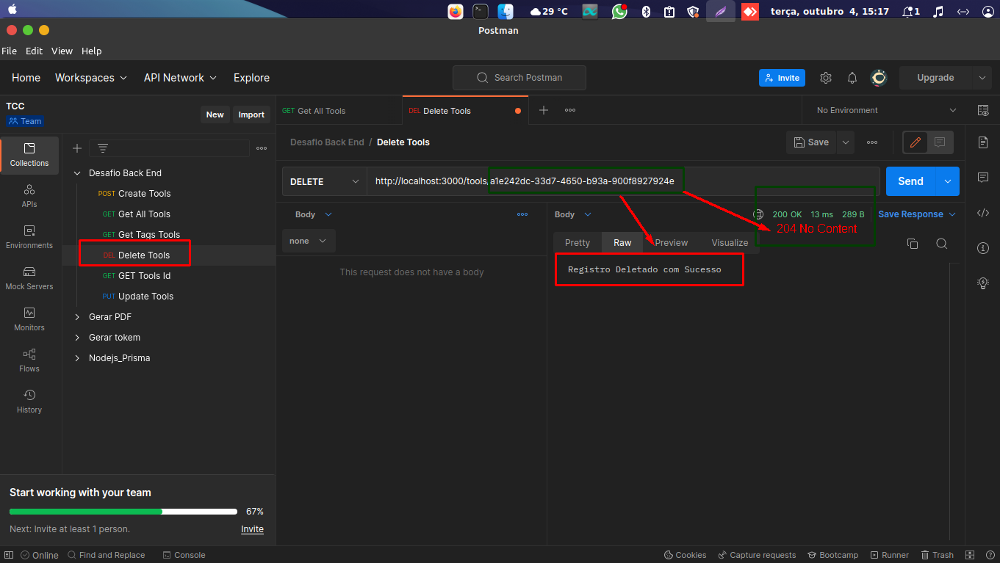 29 °C
terça, outubro 4, 15:17
1
Postman
File Edit View Help
Home Workspaces API Network Explore
Search Postman
Invite
Upgrade
TCC
Team
New Import
GET Get All Tools
DEL Delete Tools
No Environment
Collections
APIs
Environments
Mock Servers
Monitors
Flows
History
Desafio Back End
POST Create Tools
GET Get All Tools
GET Get Tags Tools
DEL Delete Tools
GET GET Tools Id
PUT Update Tools
Gerar PDF
Gerar tokem
Nodejs_Prisma
Desafio Back End / Delete Tools
Save
DELETE
http://localhost:3000/tools/a1e242dc-33d7-4650-b93a-900f8927924e
Send
Body
none
This request does not have a body
Body
200 OK 13 ms 289 B
Save Response
204 No Content
Pretty Raw Preview Visualize
Registro Deletado com Sucesso
Start working with your team
67%
Next: Invite at least 1 person.
Invite
Online Find and Replace Console
Cookies Capture requests Bootcamp Runner Trash